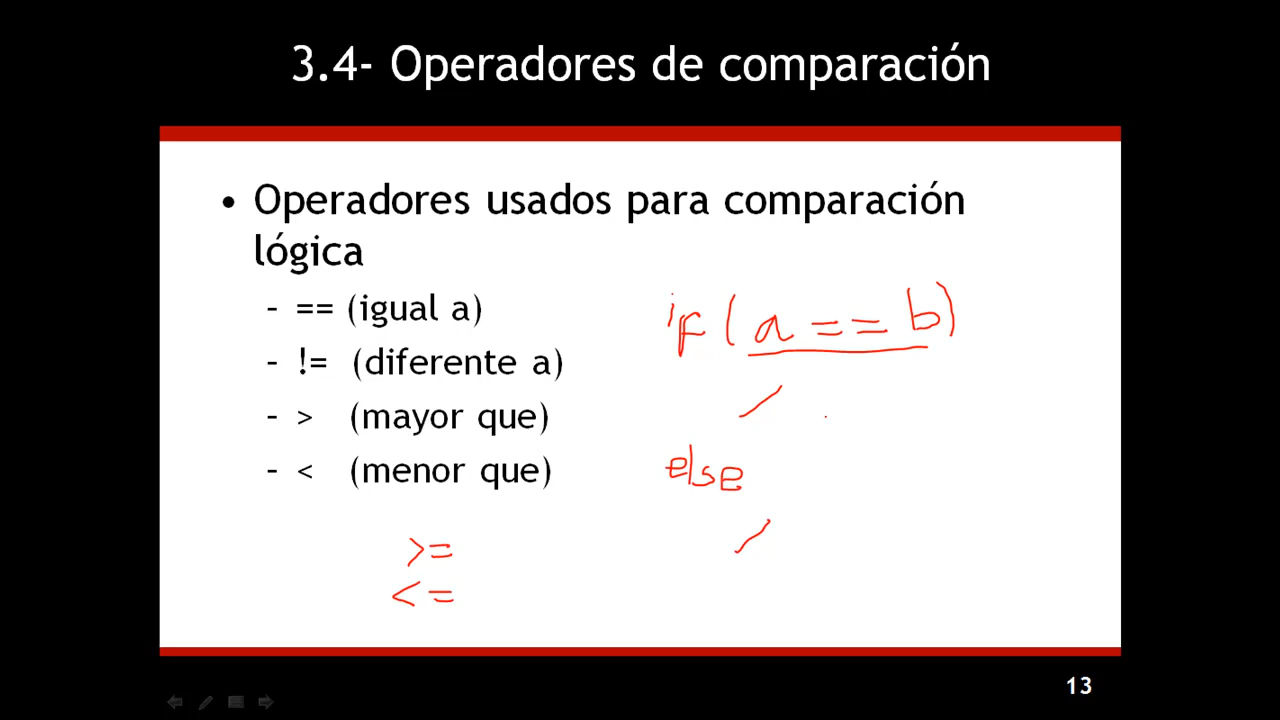 3.4- Operadores de comparación
• Operadores usados para comparación
lógica
- == (igual a)
- != (diferente a)
- > (mayor que)
- < (menor que)
>=
<=
if (a == b)
else
13